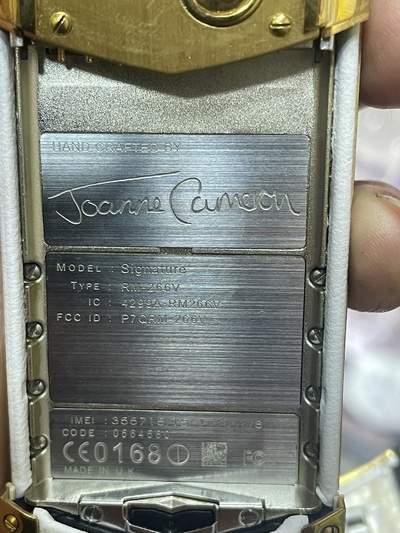 HAND CRAFTED BY
Joanne Cameron
MODEL : Signature
TYPE : RM-266V
IC : 4299A-RM266V
FCC ID : P7QRM-266V
IMEI :
CODE :
CE0168
FC
MADE IN U.K.